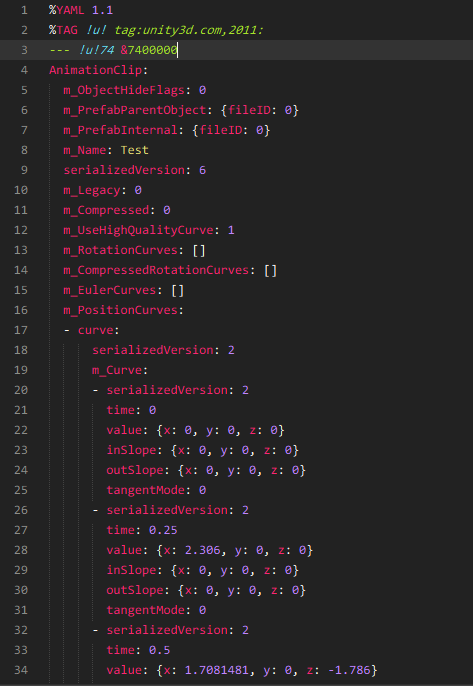 1 %YAML 1.1
2 %TAG !u! tag:unity3d.com,2011:
3 --- !u!74 &7400000
4 AnimationClip:
5 m_ObjectHideFlags: 0
6 m_PrefabParentObject: {fileID: 0}
7 m_PrefabInternal: {fileID: 0}
8 m_Name: Test
9 serializedVersion: 6
10 m_Legacy: 0
11 m_Compressed: 0
12 m_UseHighQualityCurve: 1
13 m_RotationCurves: []
14 m_CompressedRotationCurves: []
15 m_EulerCurves: []
16 m_PositionCurves:
17 - curve:
18 serializedVersion: 2
19 m_Curve:
20 - serializedVersion: 2
21 time: 0
22 value: {x: 0, y: 0, z: 0}
23 inSlope: {x: 0, y: 0, z: 0}
24 outSlope: {x: 0, y: 0, z: 0}
25 tangentMode: 0
26 - serializedVersion: 2
27 time: 0.25
28 value: {x: 2.306, y: 0, z: 0}
29 inSlope: {x: 0, y: 0, z: 0}
30 outSlope: {x: 0, y: 0, z: 0}
31 tangentMode: 0
32 - serializedVersion: 2
33 time: 0.5
34 value: {x: 1.7081481, y: 0, z: -1.786}